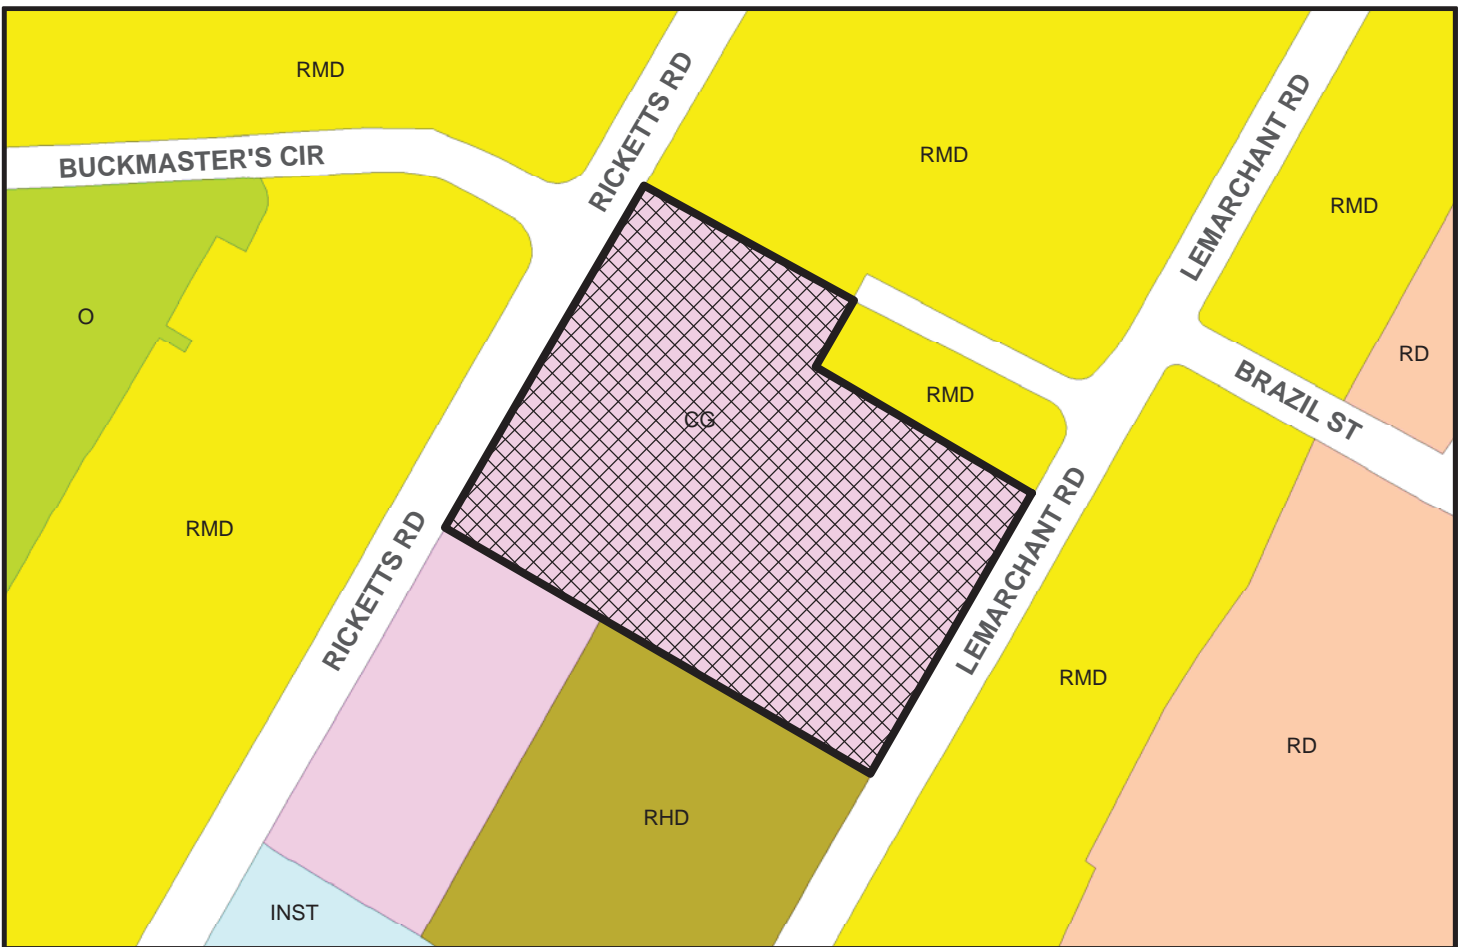 RMD
RICKETTS RD
LEMARCHANT RD
BUCKMASTER'S CIR
RMD
RMD
O
RD
BRAZIL ST
RMD
CG
RMD
RICKETTS RD
LEMARCHANT RD
RMD
RD
RHD
INST